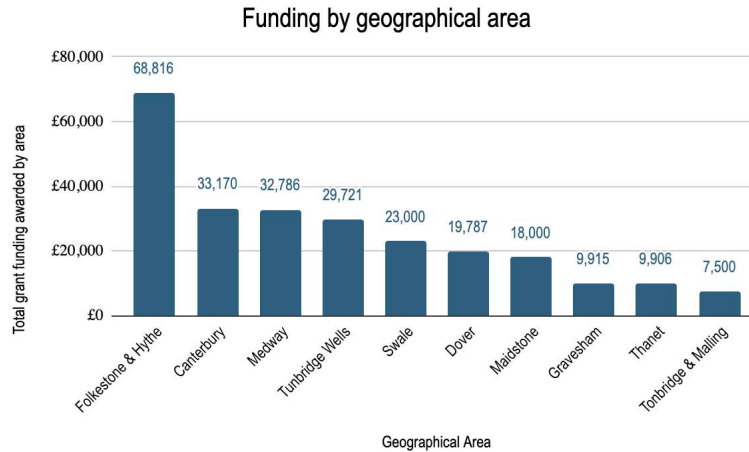 Funding by geographical area
Total grant funding awarded by area
£80,000
£60,000
£40,000
£20,000
£0
68,816
33,170
32,786
29,721
23,000
19,787
18,000
9,915
9,906
7,500
Folkestone & Hythe
Canterbury
Medway
Tunbridge Wells
Swale
Dover
Maidstone
Gravesham
Thanet
Tonbridge & Malling
Geographical Area